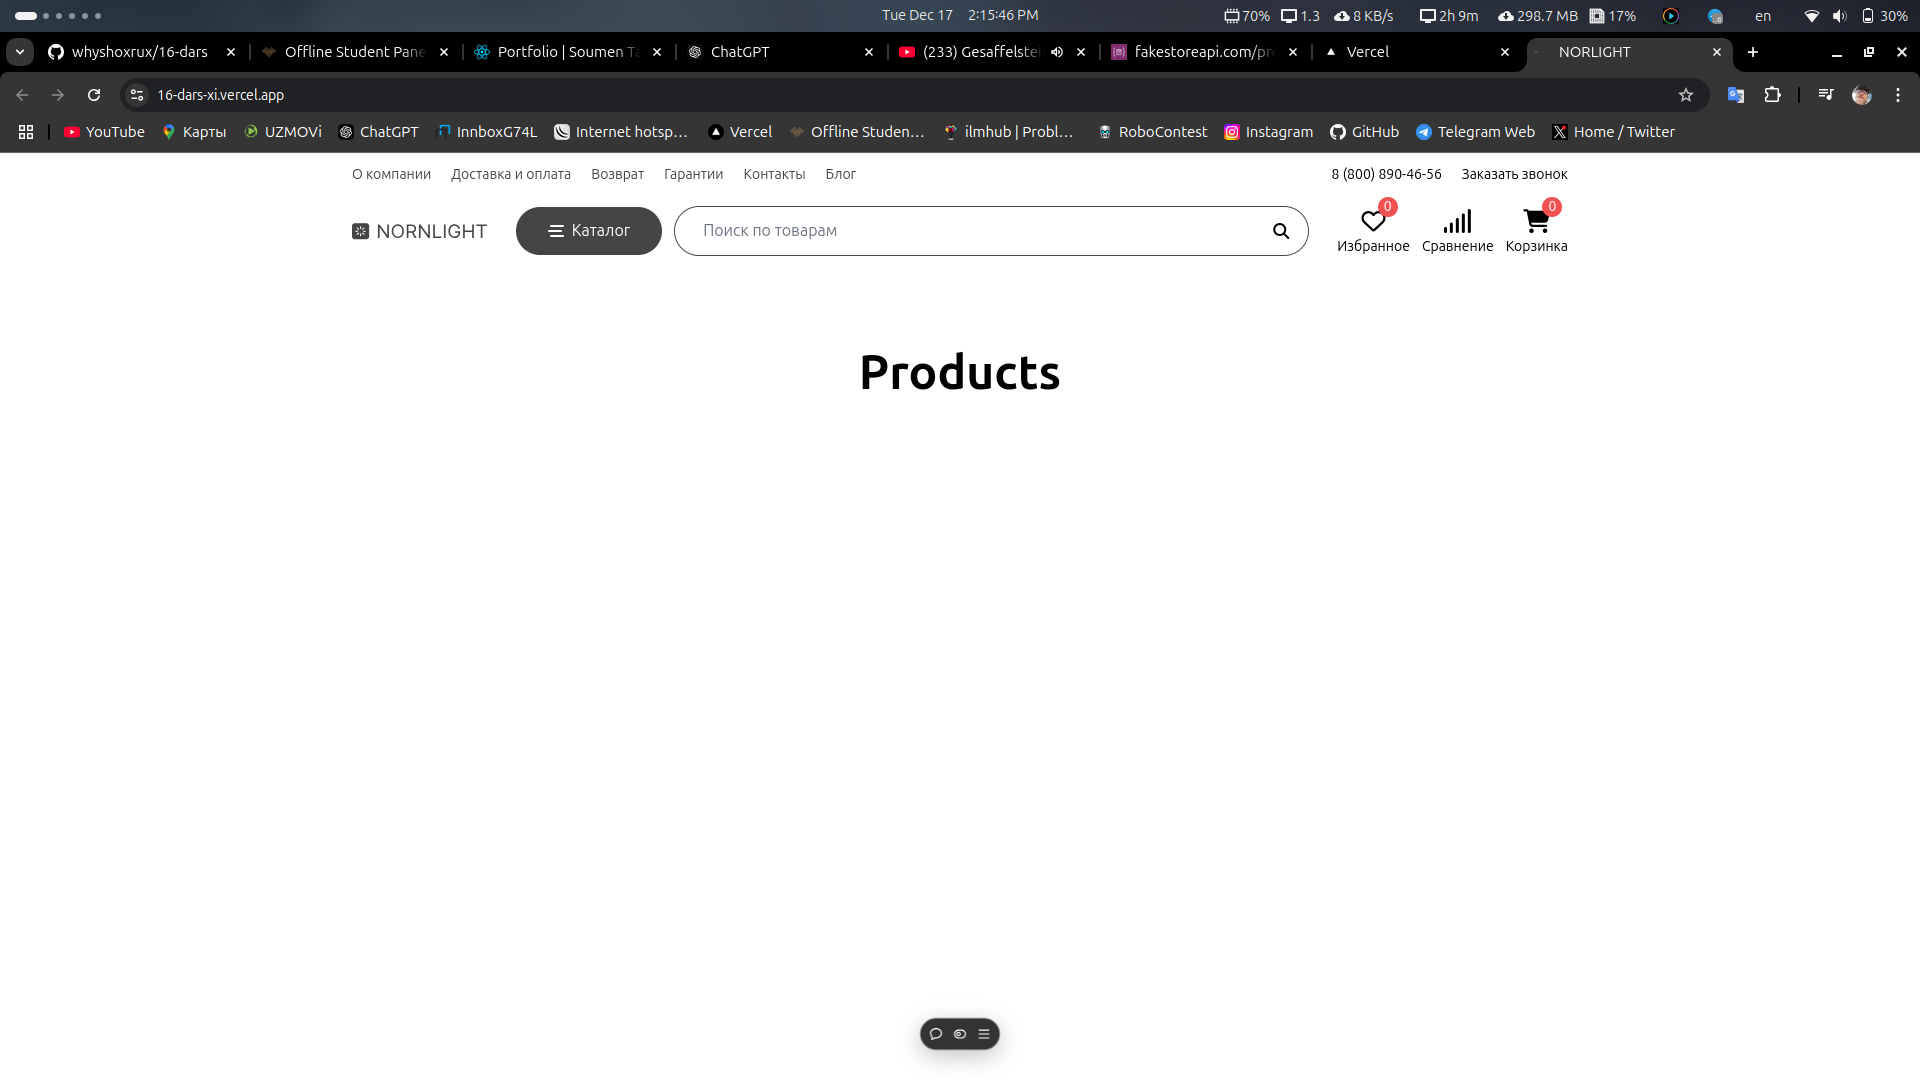 Tue Dec 17 2:15:46 PM 70% 1.3 8 KB/s 2h 9m 298.7 MB 17% en 30%
whyshoxrux/16-dars Offline Student Pane Portfolio | Soumen Ta ChatGPT (233) Gesaffelstei fakestoreapi.com/pro Vercel NORLIGHT
16-dars-xi.vercel.app
YouTube Карты UZMOVi ChatGPT InnboxG74L Internet hotsp... Vercel Offline Studen... ilmhub | Probl... RoboContest Instagram GitHub Telegram Web Home / Twitter
О компании Доставка и оплата Возврат Гарантии Контакты Блог 8 (800) 890-46-56 Заказать звонок
NORNLIGHT Каталог Поиск по товарам 0 0
Избранное Сравнение Корзинка
Products